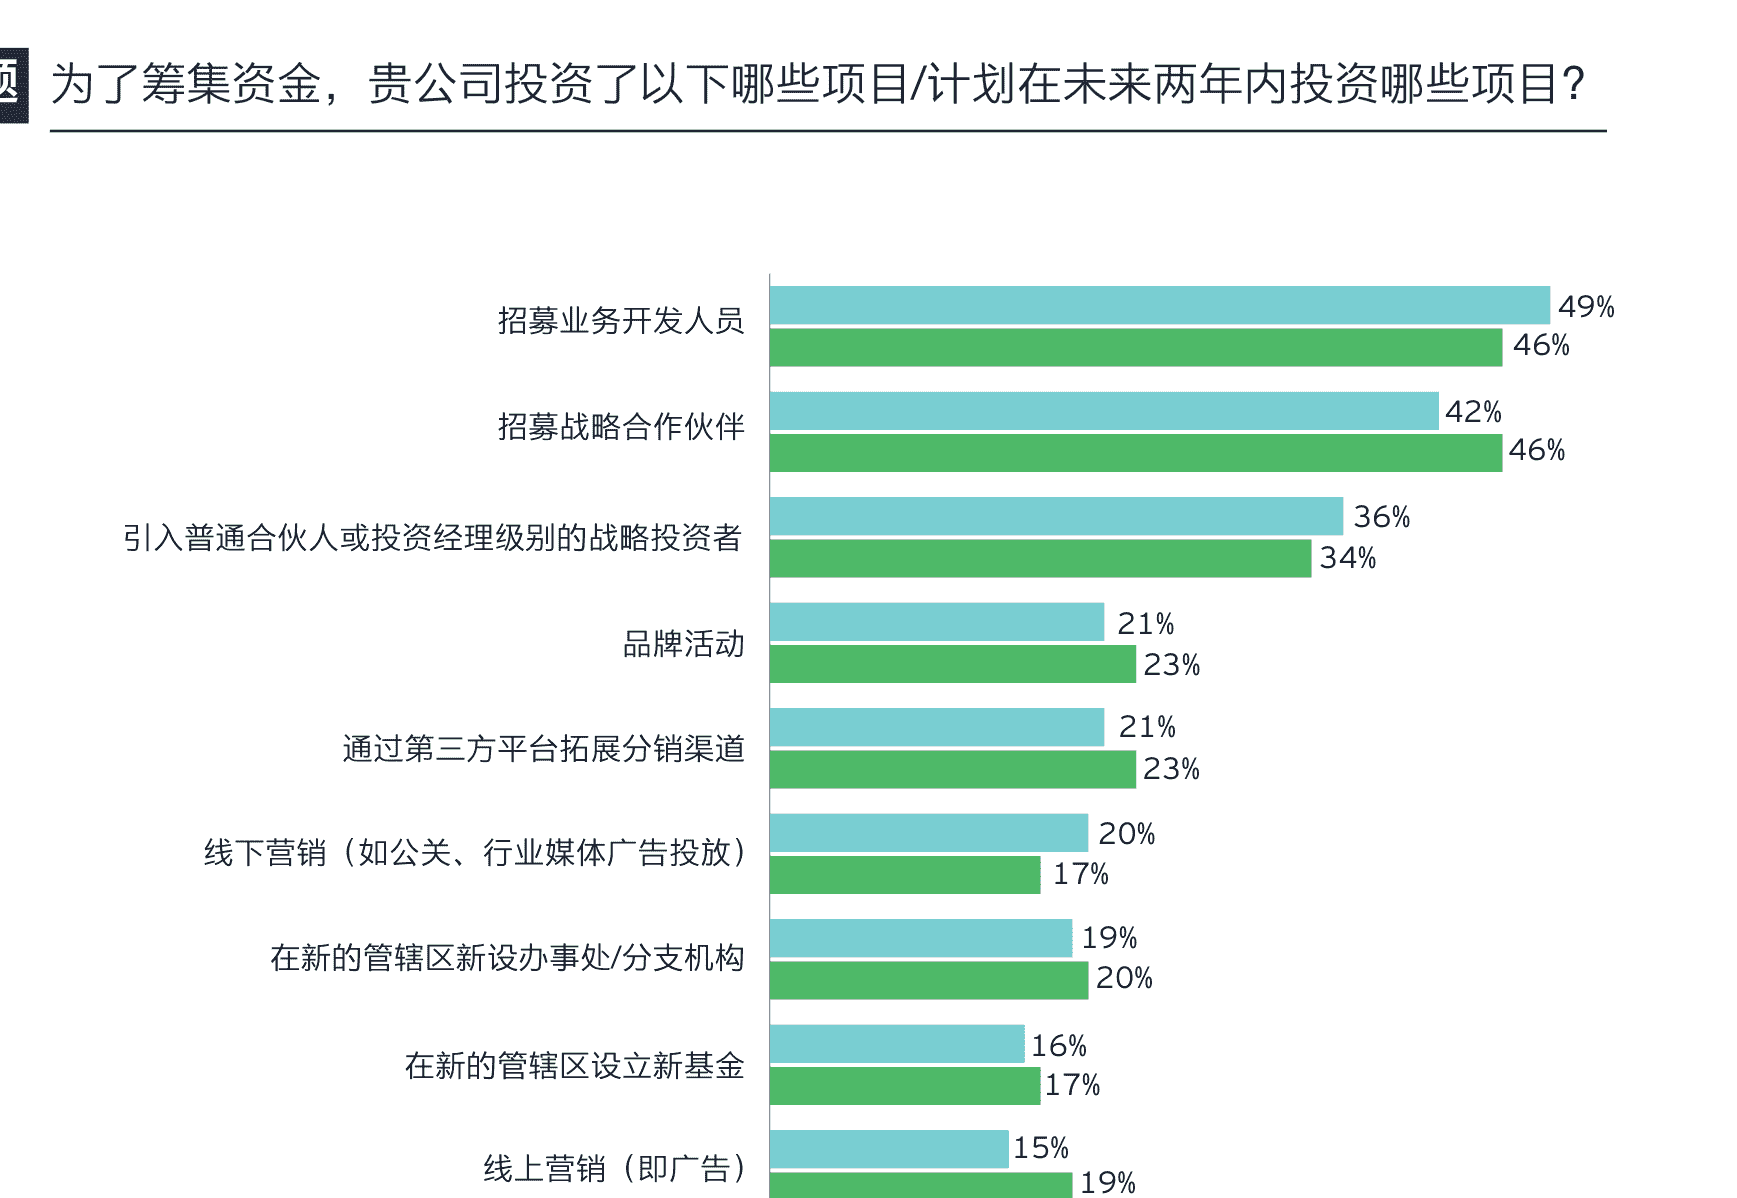 题 为了筹集资金，贵公司投资了以下哪些项目/计划在未来两年内投资哪些项目？
招募业务开发人员 49%
46%
招募战略合作伙伴 42%
46%
引入普通合伙人或投资经理级别的战略投资者 36%
34%
品牌活动 21%
23%
通过第三方平台拓展分销渠道 21%
23%
线下营销（如公关、行业媒体广告投放） 20%
17%
在新的管辖区新设办事处/分支机构 19%
20%
在新的管辖区设立新基金 16%
17%
线上营销（即广告） 15%
19%